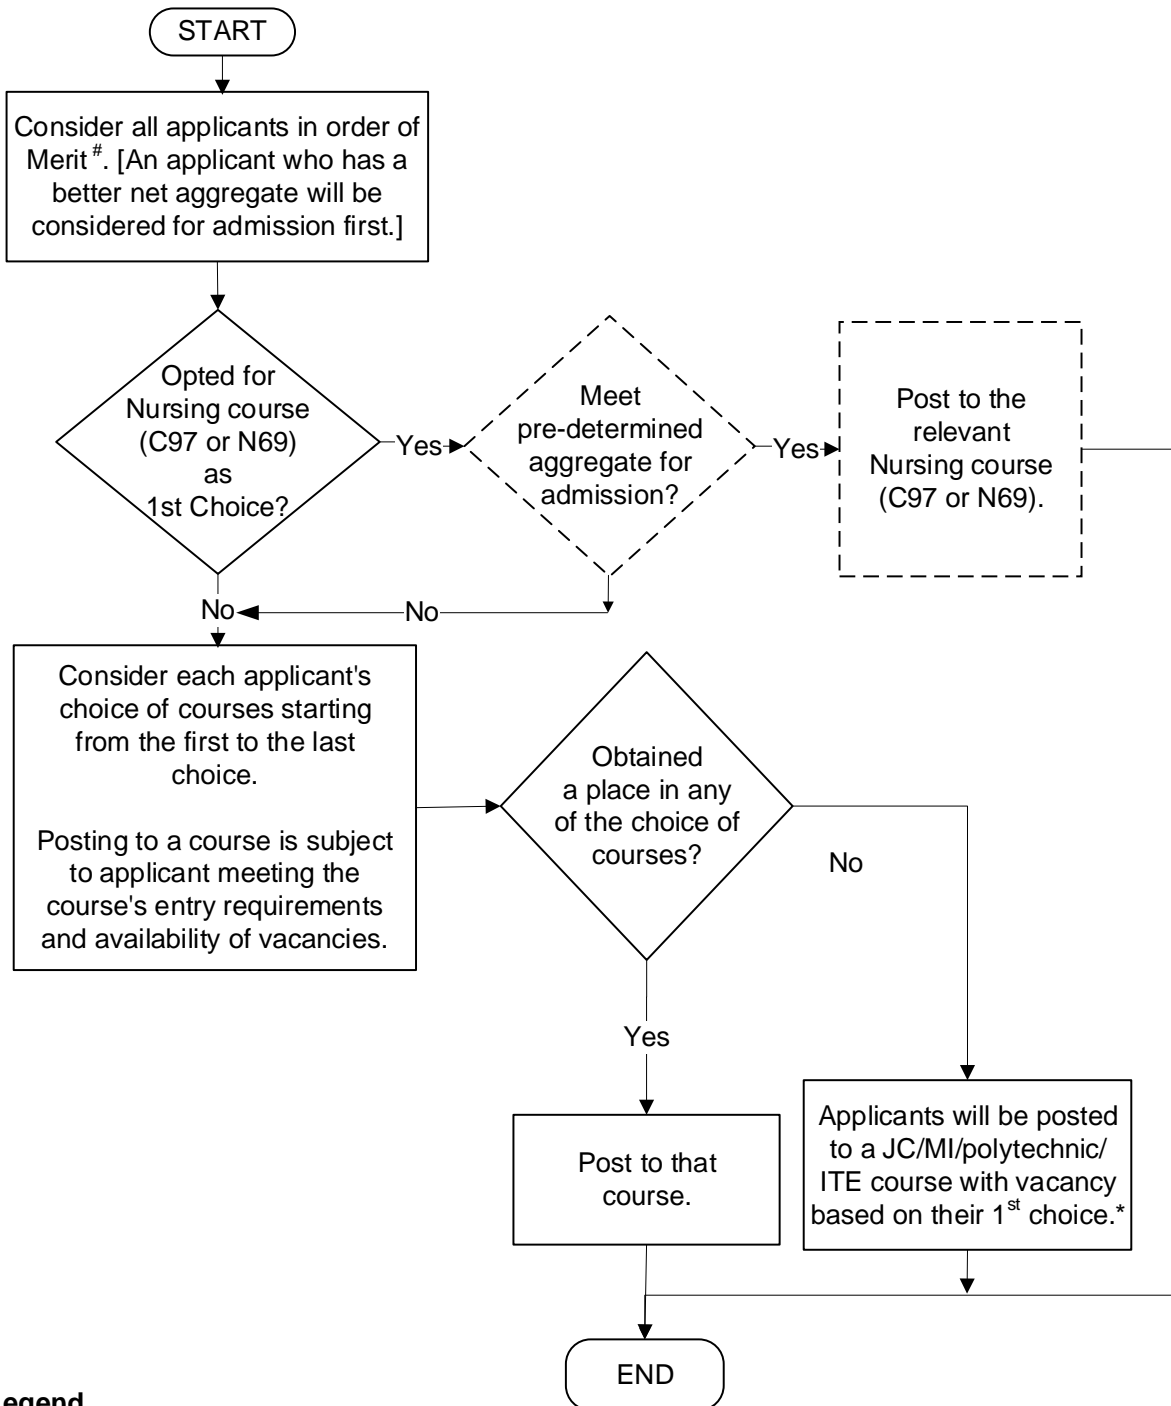 START
Consider all applicants in order of
Merit #. [An applicant who has a
better net aggregate will be
considered for admission first.]
Opted for
Nursing course
(C97 or N69)
as
1st Choice?
Yes
Meet
pre-determined
aggregate for
admission?
Yes
Post to the
relevant
Nursing course
(C97 or N69).
No
No
Consider each applicant's
choice of courses starting
from the first to the last
choice.
Posting to a course is subject
to applicant meeting the
course's entry requirements
and availability of vacancies.
Obtained
a place in any
of the choice of
courses?
No
Yes
Post to that
course.
Applicants will be posted
to a JC/MI/polytechnic/
ITE course with vacancy
based on their 1st choice.*
END
egend